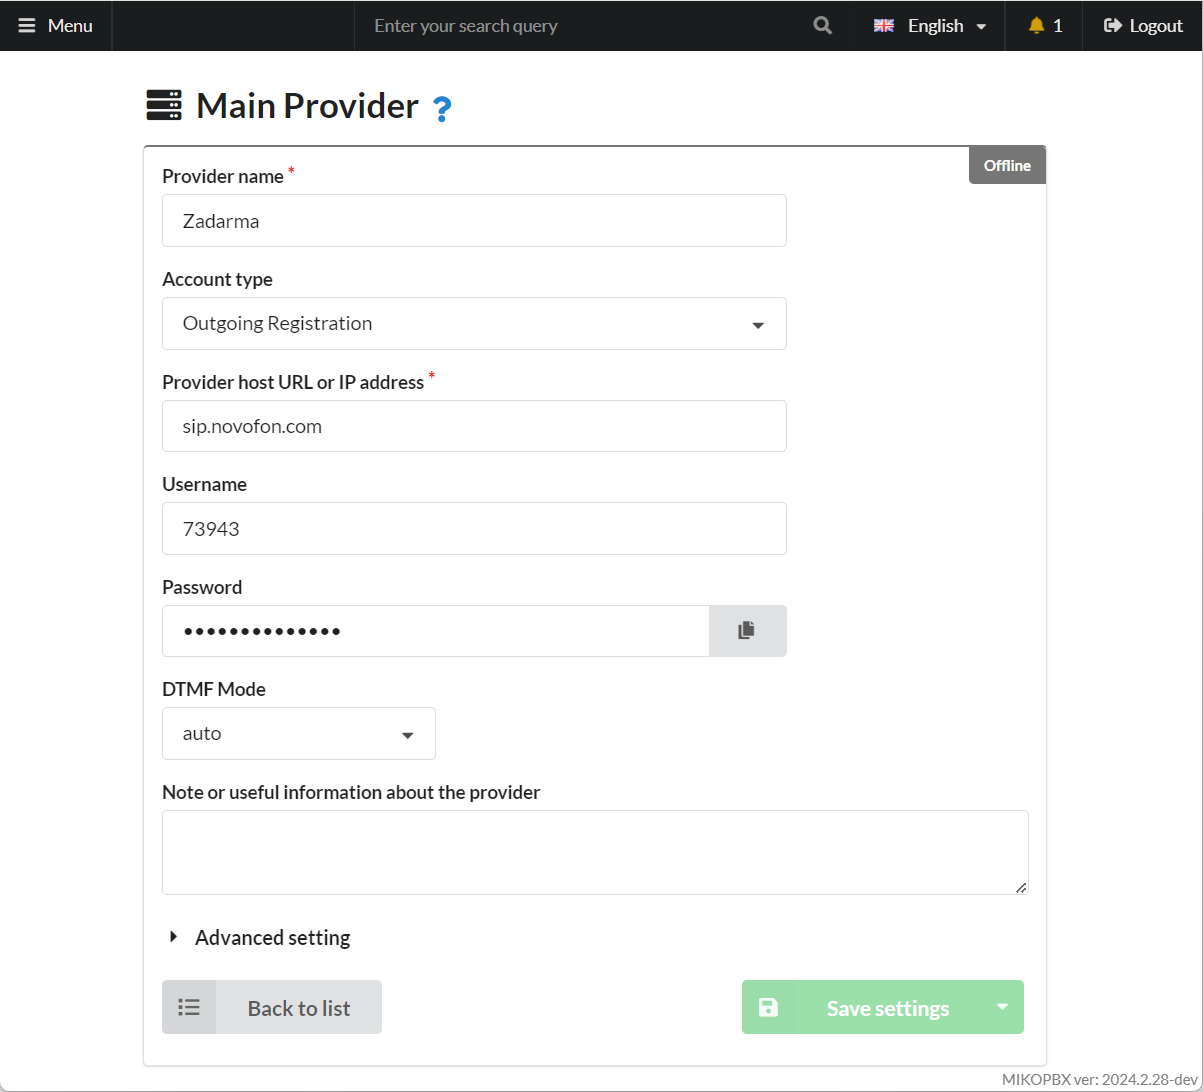 Menu
Enter your search query
English
1
Logout
Main Provider ?
Offline
Provider name *
Zadarma
Account type
Outgoing Registration
Provider host URL or IP address *
sip.novofon.com
Username
73943
Password
••••••••••••••
DTMF Mode
auto
Note or useful information about the provider
Advanced setting
Back to list
Save settings
MIKOPBX ver: 2024.2.28-dev